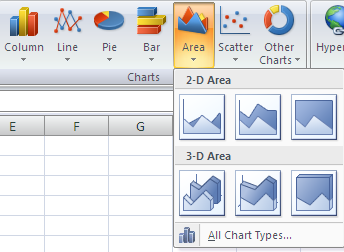 Column Line Pie Bar Area Scatter Other Charts Hyper
Charts
2-D Area
E F G
3-D Area
All Chart Types...